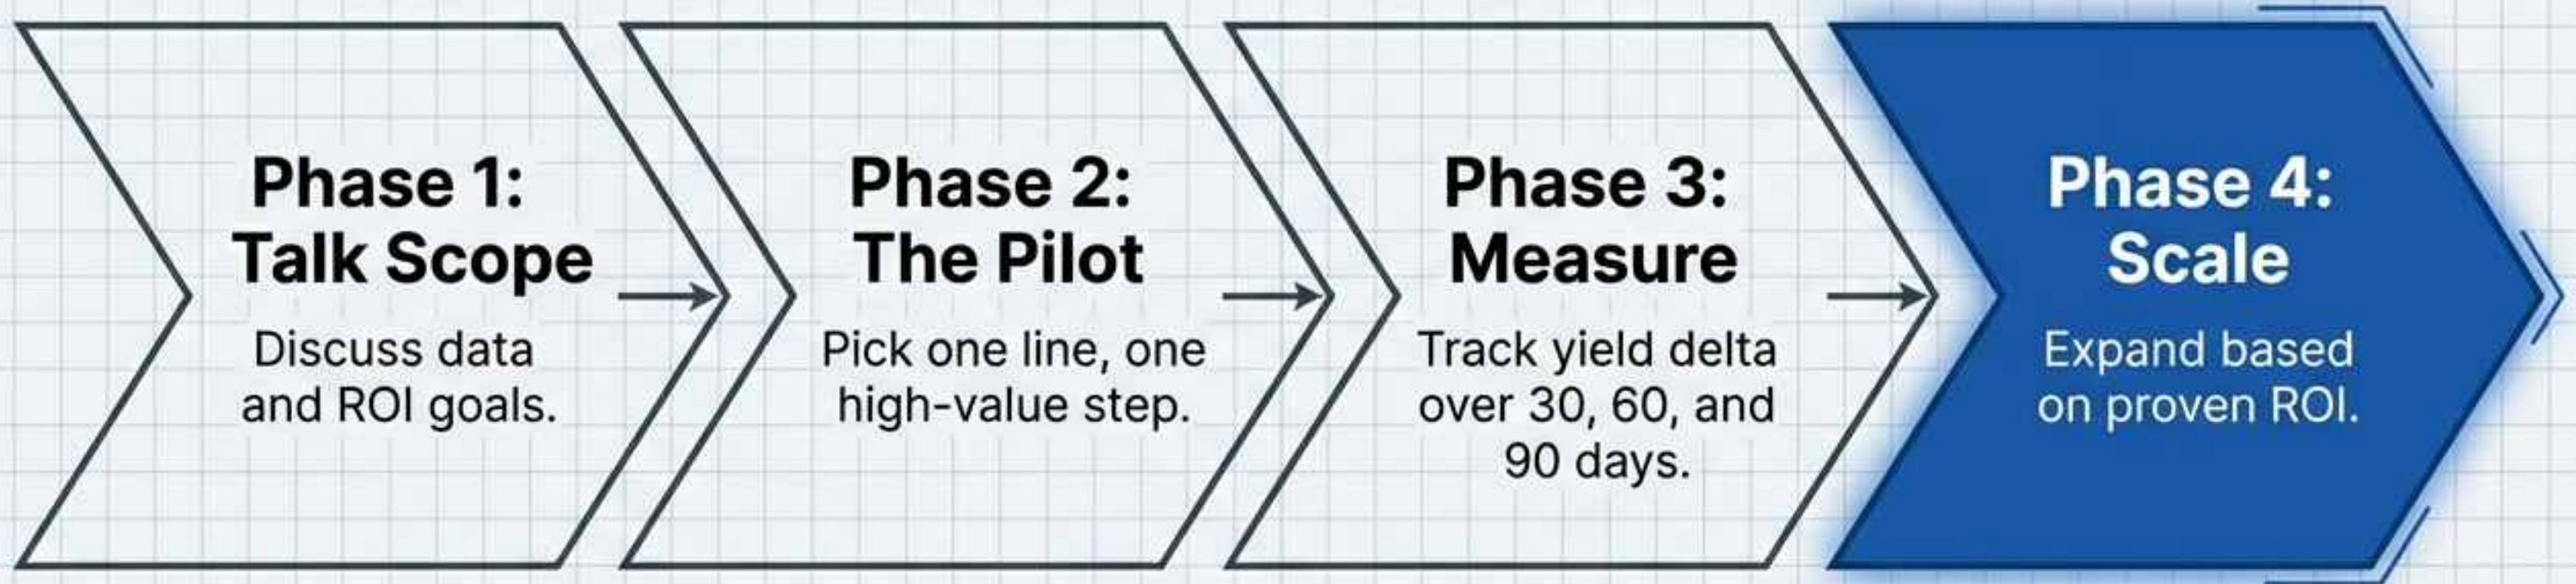 Phase 1:
Talk Scope
Discuss data
and ROI goals.
Phase 2:
The Pilot
Pick one line, one
high-value step.
Phase 3:
Measure
Track yield delta
over 30, 60, and
90 days.
Phase 4:
Scale
Expand based
on proven ROI.